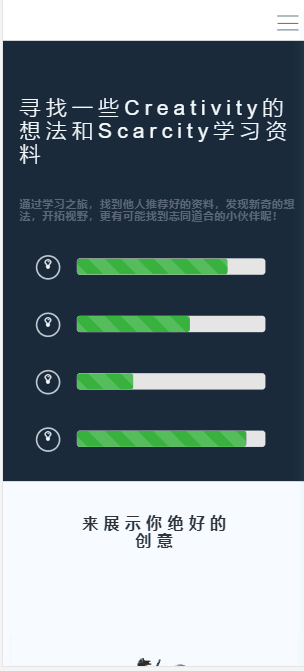 寻找一些Creativity的
想法和Scarcity学习资
料
通过学习之旅，找到他人推荐好的资料，发现新奇的想
法，开拓视野，更有可能找到志同道合的小伙伴呢！
来展示你绝好的
创意